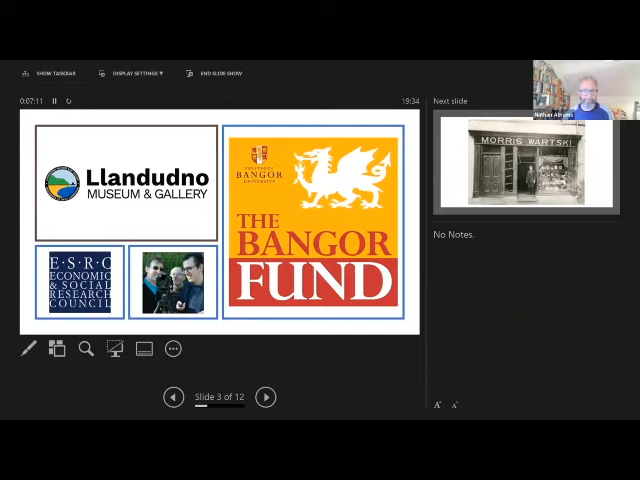 SHOW TASKBAR
DISPLAY SETTINGS ▾
END SLIDE SHOW
Nathan Abrams
0:07:11
19:34
Next slide
Llandudno
MUSEUM & GALLERY
BANGOR
UNIVERSITY
THE
BANGOR
FUND
E·S·R·C
ECONOMIC
& SOCIAL
RESEARCH
COUNCIL
MORRIS WARTSKI
No Notes.
Slide 3 of 12
A A